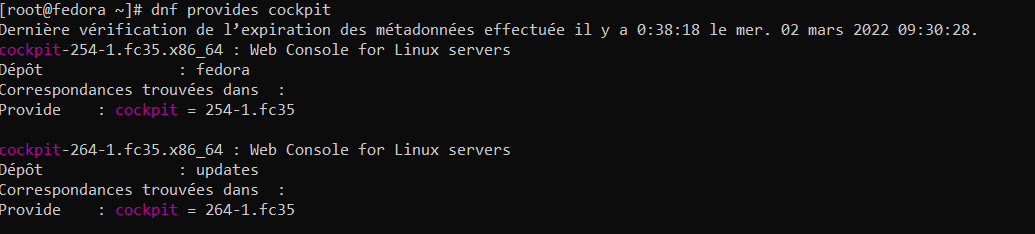 [root@fedora ~]# dnf provides cockpit
Dernière vérification de l’expiration des métadonnées effectuée il y a 0:38:18 le mer. 02 mars 2022 09:30:28.
cockpit-254-1.fc35.x86_64 : Web Console for Linux servers
Dépôt               : fedora
Correspondances trouvées dans  :
Provide    : cockpit = 254-1.fc35

cockpit-264-1.fc35.x86_64 : Web Console for Linux servers
Dépôt               : updates
Correspondances trouvées dans  :
Provide    : cockpit = 264-1.fc35